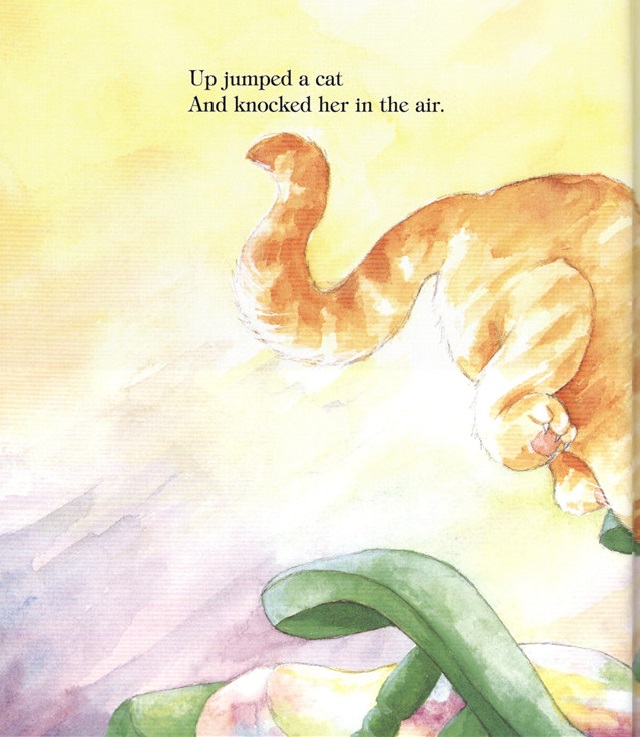 Up jumped a cat
And knocked her in the air.